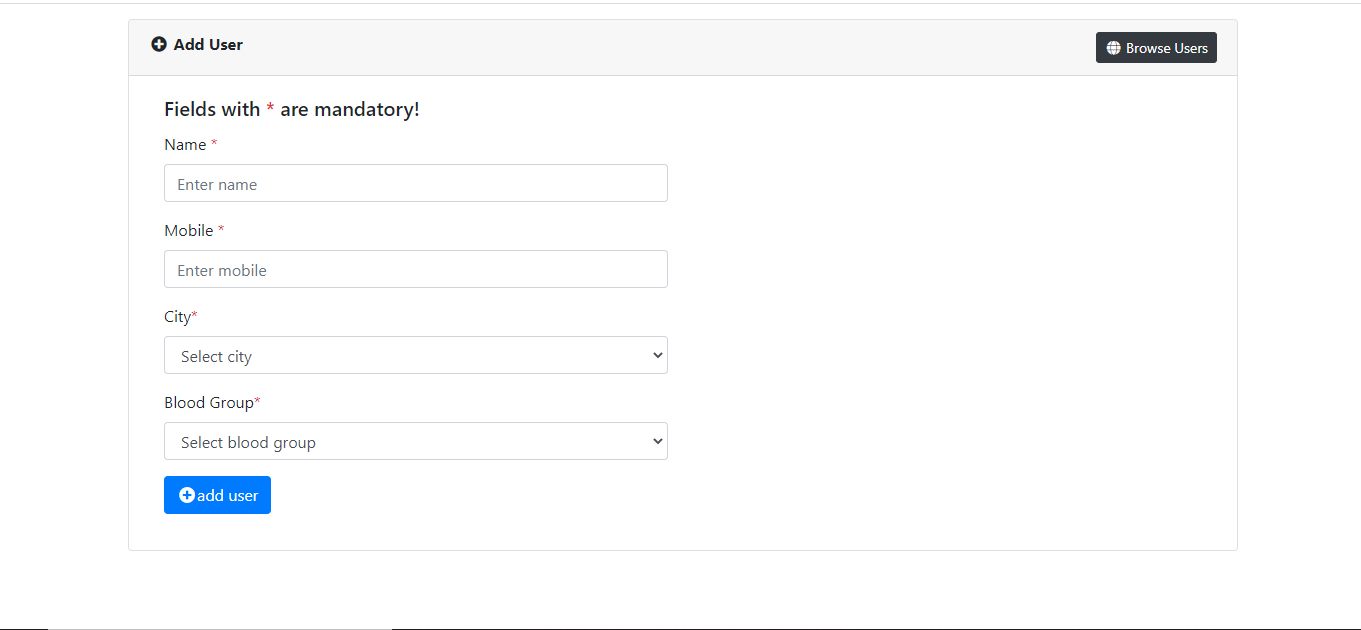 Add User
Browse Users
Fields with * are mandatory!
Name *
Enter name
Mobile *
Enter mobile
City*
Select city
Blood Group*
Select blood group
add user